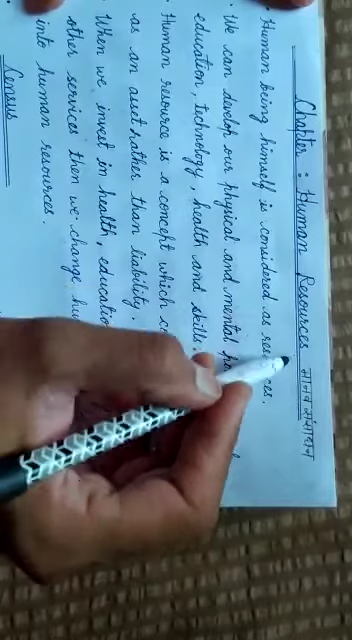 Chapter : Human Resources मानव संसाधन
• Human being himself is considered as resources.
• We can develop our physical and mental
education, technology, health and skills.
• Human resource is a concept which
as an asset rather than liability.
• When we invest in health, education
other services then we change
into human resources.
• Census